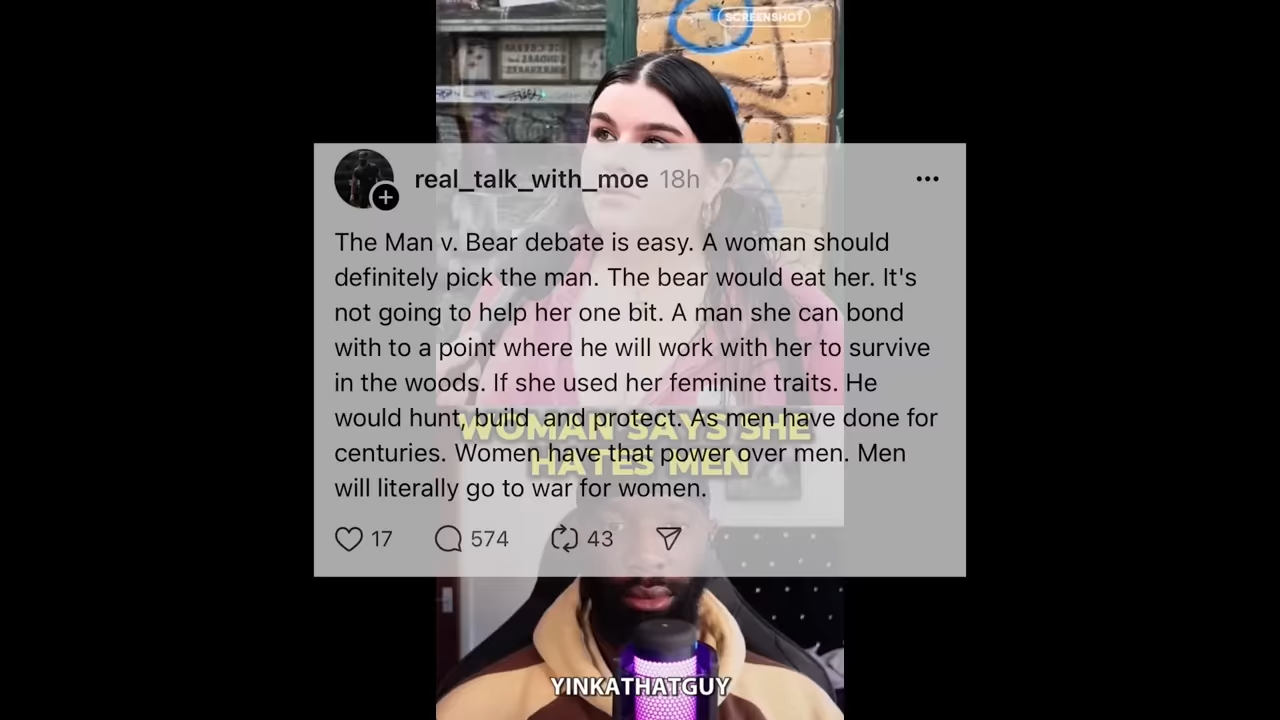 SCREENSHOT
real_talk_with_moe 18h
The Man v. Bear debate is easy. A woman should
definitely pick the man. The bear would eat her. It's
not going to help her one bit. A man she can bond
with to a point where he will work with her to survive
in the woods. If she used her feminine traits. He
would hunt, build, and protect. As men have done for
centuries. Women have that power over men. Men
will literally go to war for women.
17 574 43
WOMAN SAYS SHE
HATES MEN
YINKATHATGUY